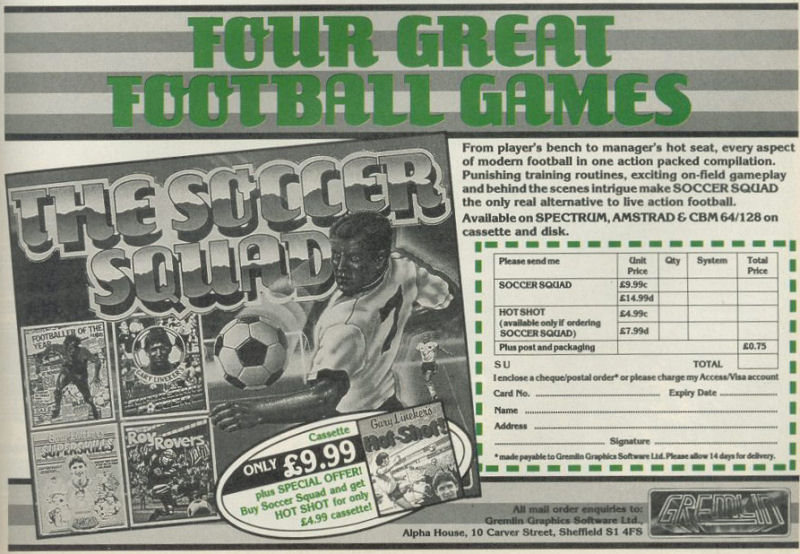 FOUR GREAT
FOOTBALL GAMES
THE SOCCER
SQUAD
FOOTBALLER OF THE
YEAR
GARY LINEKER'S
SUPERSKILLS
Roy of the Rovers
Cassette
ONLY £9.99
plus SPECIAL OFFER!
Buy Soccer Squad and get
HOT SHOT for only
£4.99 cassette!
Gary Lineker's
Hot-Shot!
From player's bench to manager's hot seat, every aspect
of modern football in one action packed compilation.
Punishing training routines, exciting on-field gameplay
and behind the scenes intrigue make SOCCER SQUAD
the only real alternative to live action football.
Available on SPECTRUM, AMSTRAD & CBM 64/128 on
cassette and disk.
Please send me Unit Price Qty System Total Price
SOCCER SQUAD £9.99c
£14.99d
HOT SHOT £4.99c
(available only if ordering
SOCCER SQUAD) £7.99d
Plus post and packaging £0.75
S U TOTAL
I enclose a cheque/postal order* or please charge my Access/Visa account
Card No. Expiry Date
Name
Address
Signature
* made payable to Gremlin Graphics Software Ltd. Please allow 14 days for delivery.
All mail order enquiries to:
Gremlin Graphics Software Ltd.,
Alpha House, 10 Carver Street, Sheffield S1 4FS
GREMLIN